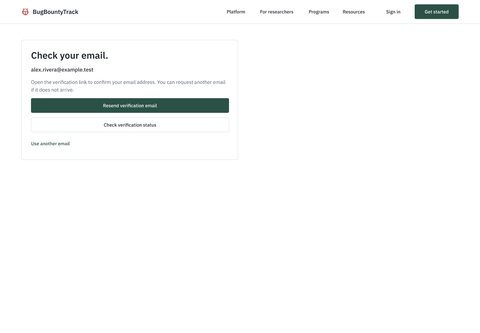 BugBountyTrack
Platform
For researchers
Programs
Resources
Sign in
Get started
Check your email.
alex.rivera@example.test
Open the verification link to confirm your email address. You can request another email
if it does not arrive.
Resend verification email
Check verification status
Use another email